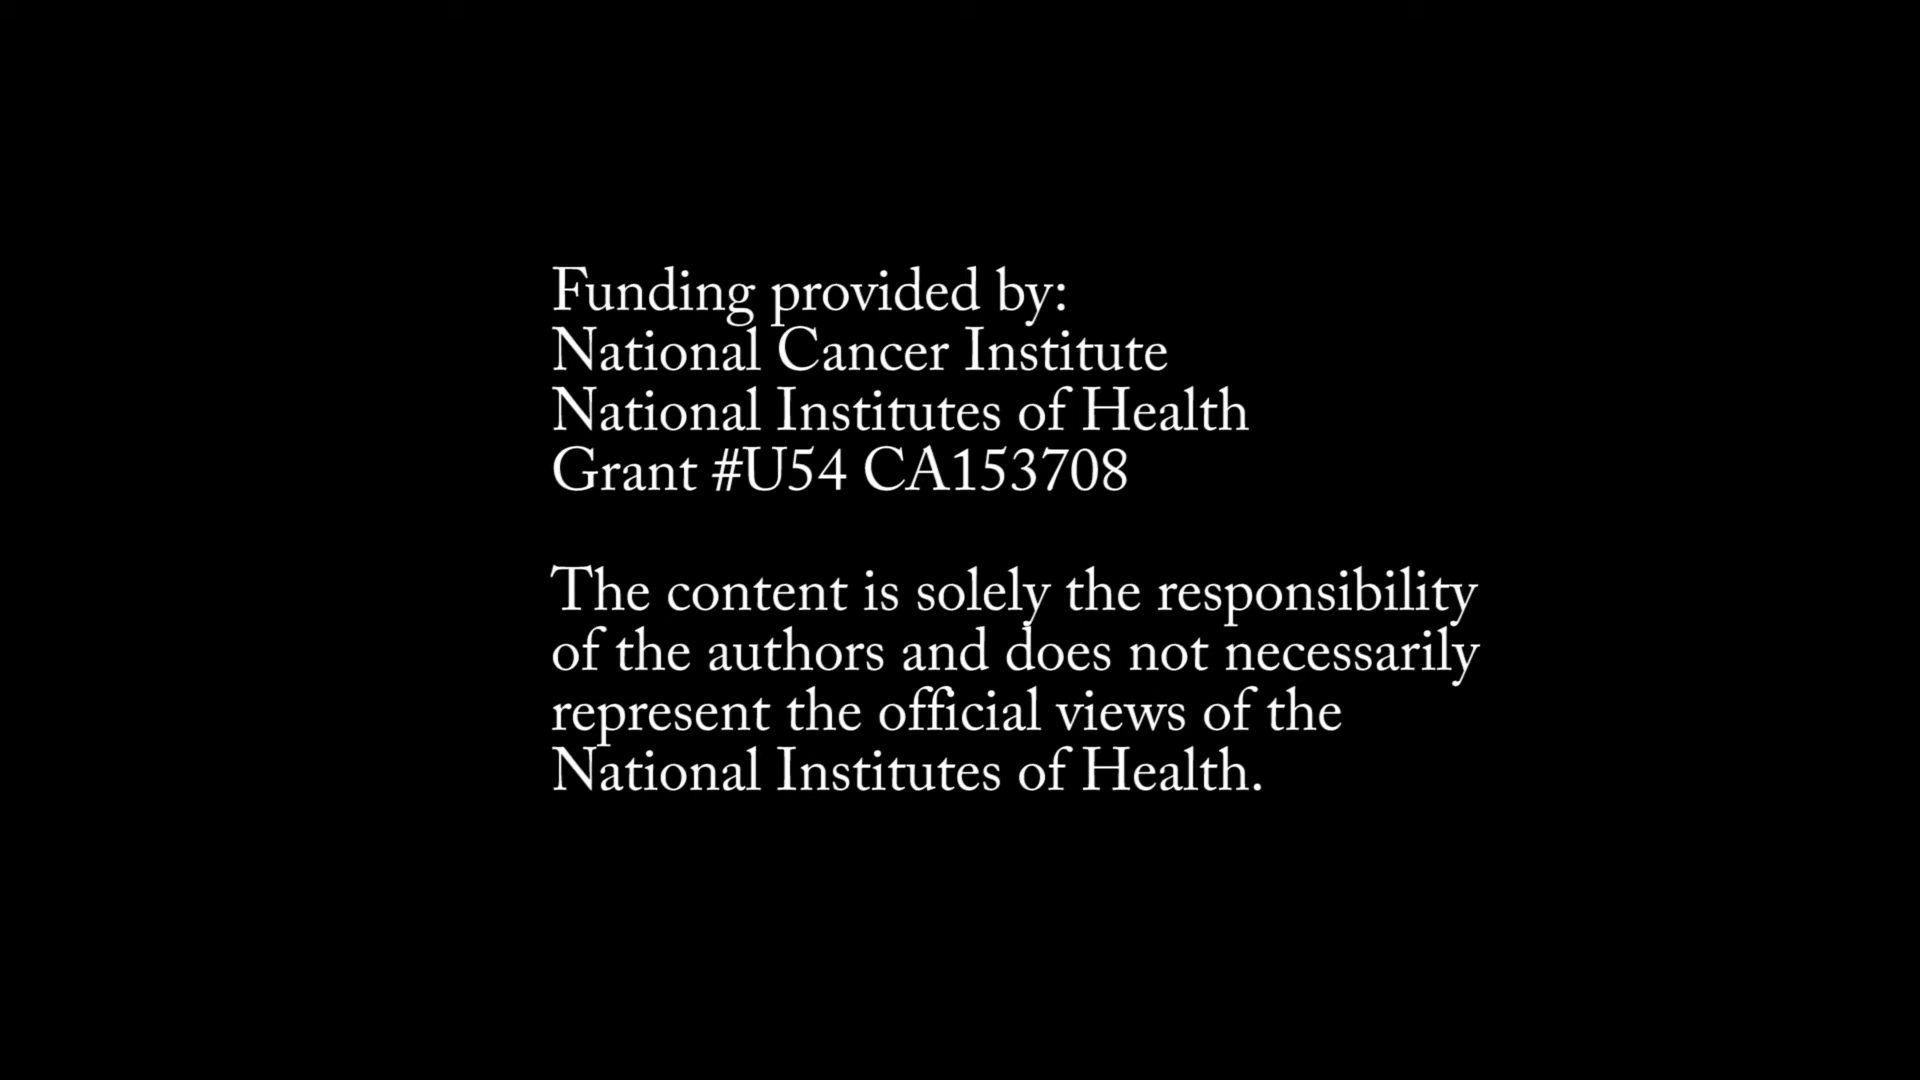 Funding provided by:
National Cancer Institute
National Institutes of Health
Grant #U54 CA153708
The content is solely the responsibility
of the authors and does not necessarily
represent the official views of the
National Institutes of Health.